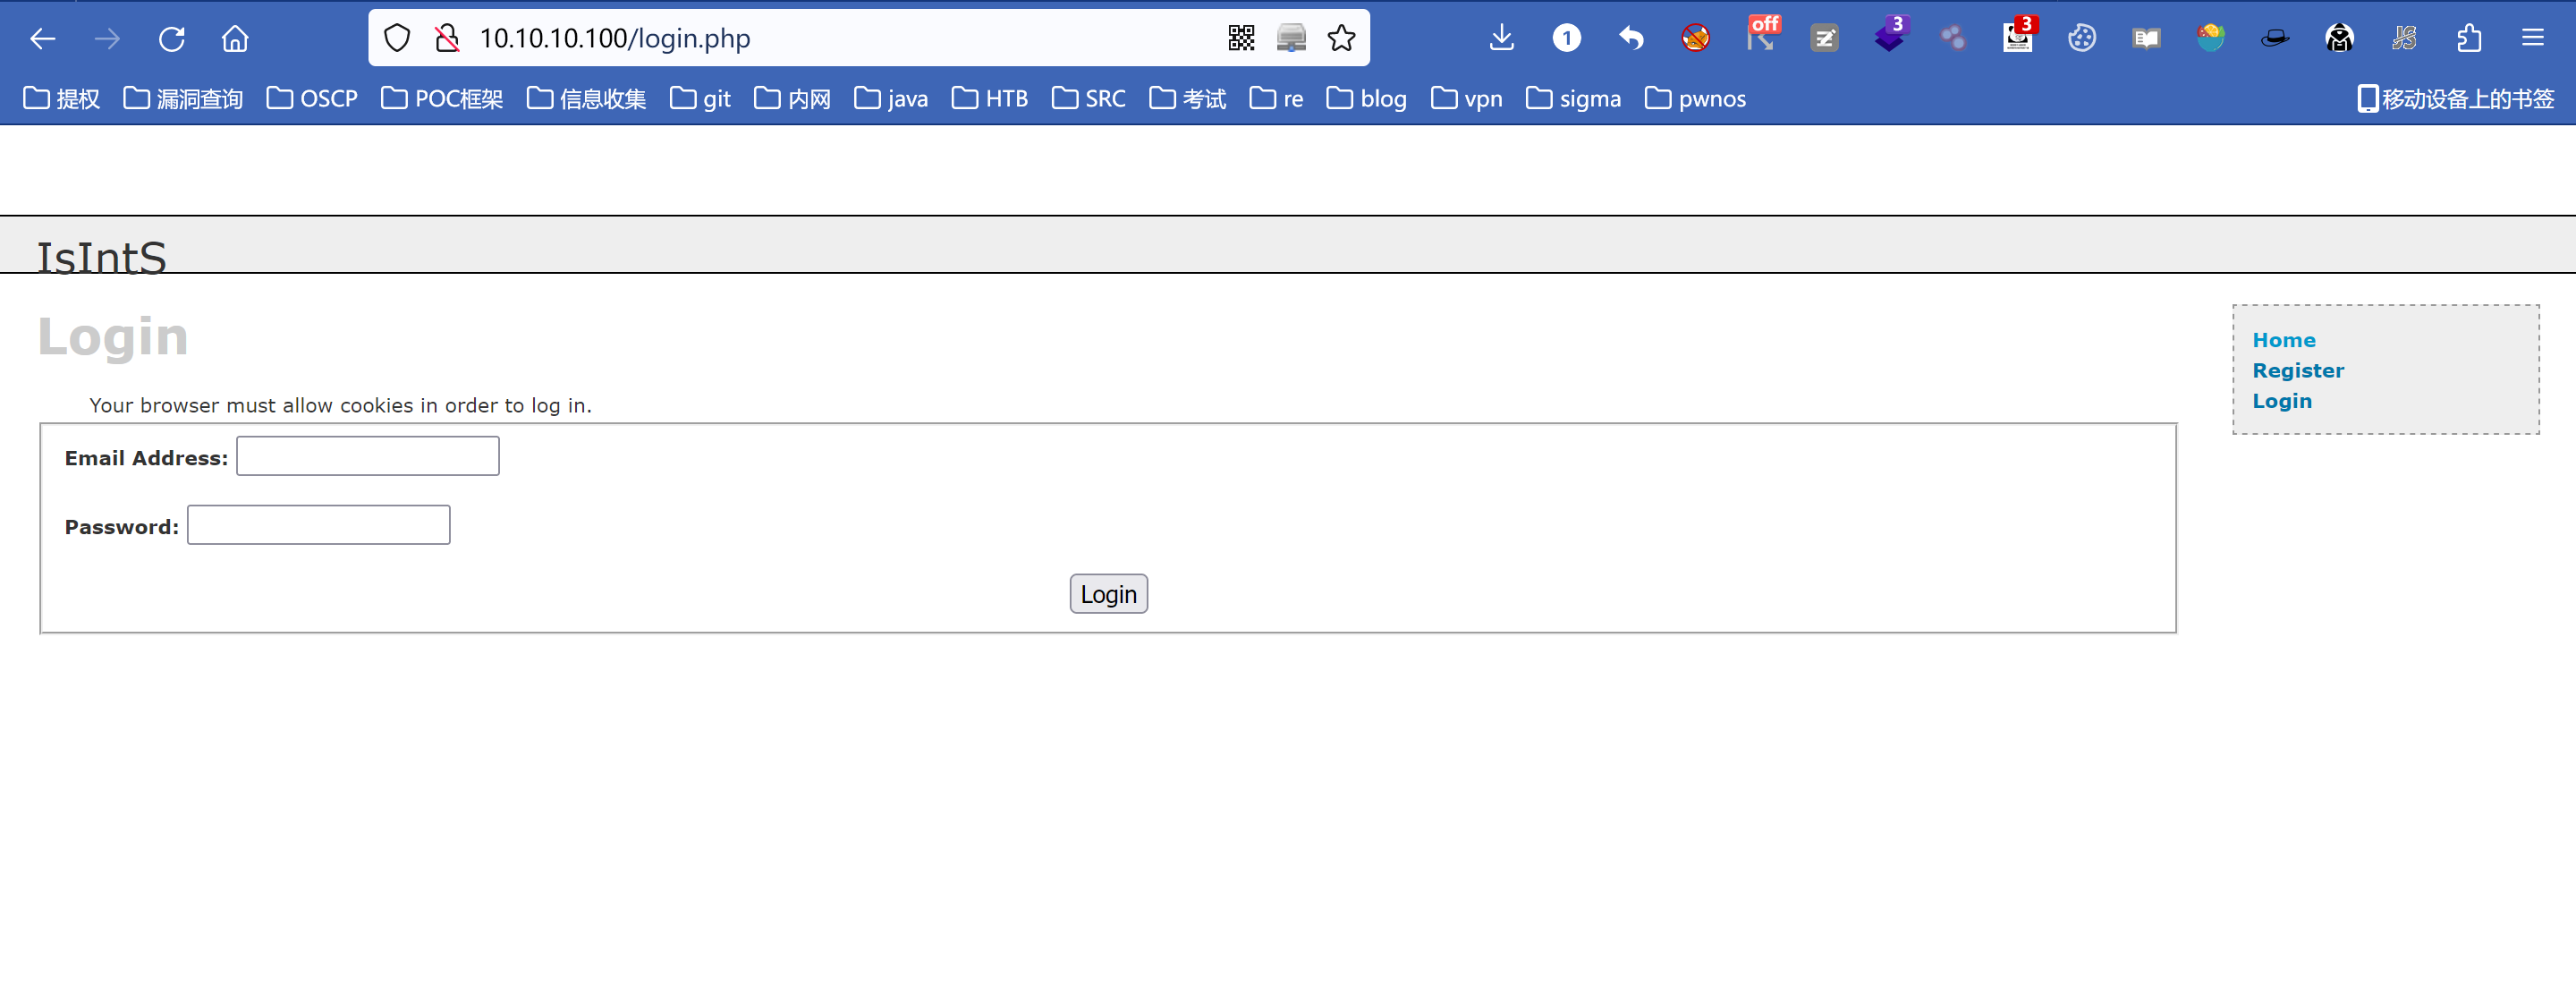 10.10.10.100/login.php
1
off
3
3
JS
提权 漏洞查询 OSCP POC框架 信息收集 git 内网 java HTB SRC 考试 re blog vpn sigma pwnos 移动设备上的书签
IsIntS
Login
Home
Register
Login
Your browser must allow cookies in order to log in.
Email Address:
Password:
Login